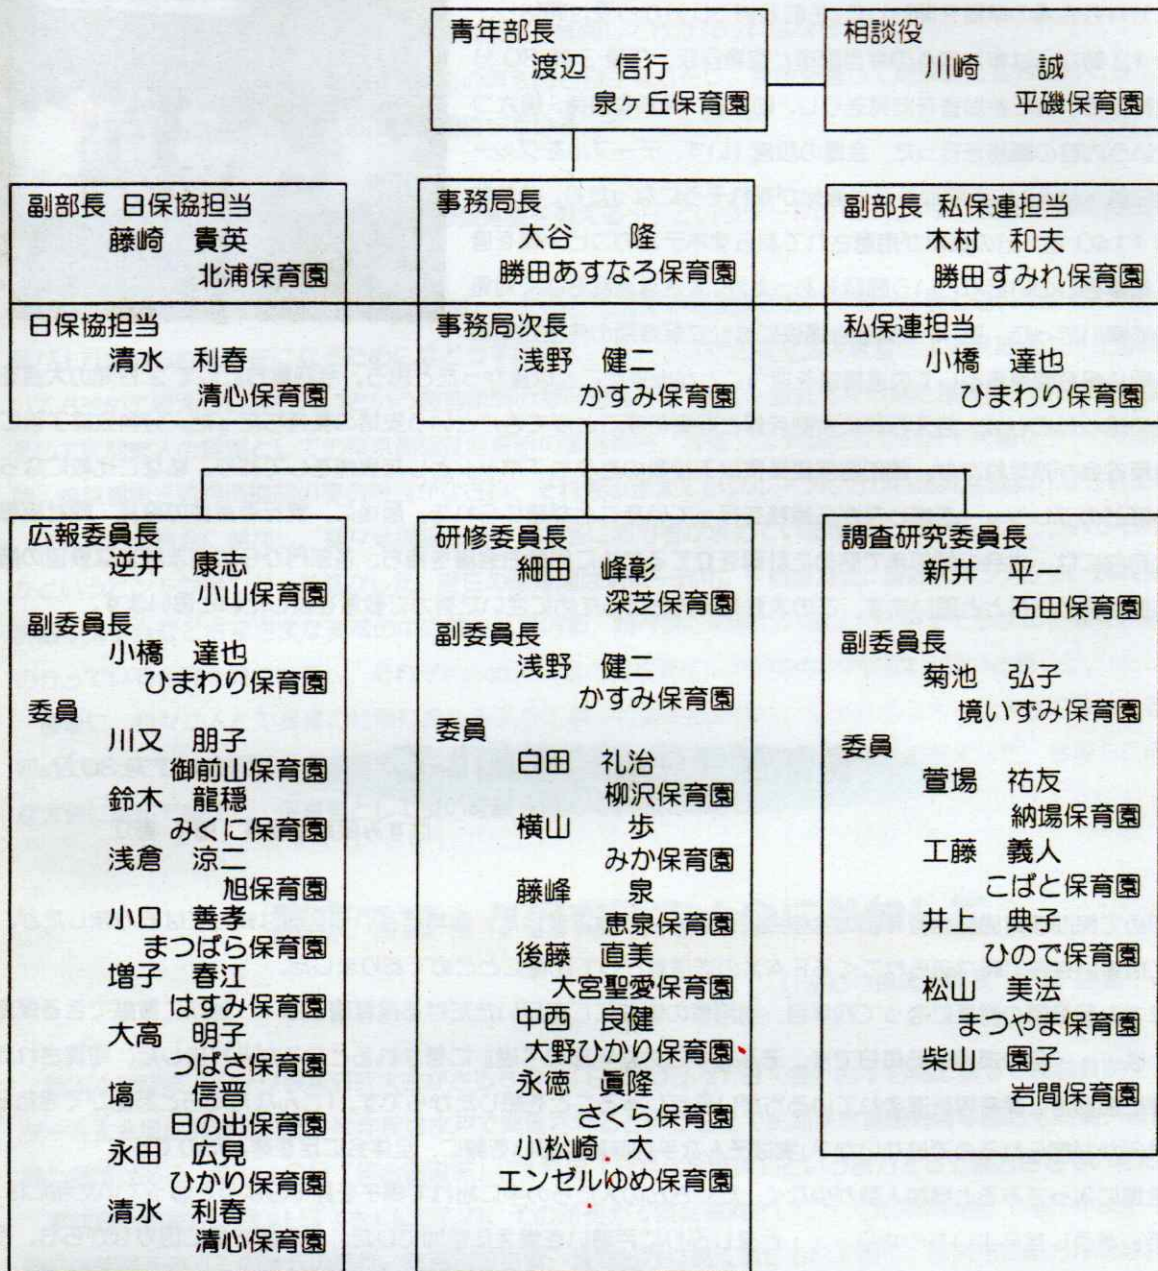 青年部長
渡辺　信行
泉ヶ丘保育園
相談役
川崎　誠
平磯保育園
副部長 日保協担当
藤崎　貴英
北浦保育園
事務局長
大谷　隆
勝田あすなろ保育園
副部長 私保連担当
木村　和夫
勝田すみれ保育園
日保協担当
清水　利春
清心保育園
事務局次長
浅野　健二
かすみ保育園
私保連担当
小橋　達也
ひまわり保育園
広報委員長
逆井　康志
小山保育園
副委員長
小橋　達也
ひまわり保育園
委員
川又　朋子
御前山保育園
鈴木　龍穏
みくに保育園
浅倉　涼二
旭保育園
小口　善孝
まつばら保育園
増子　春江
はすみ保育園
大高　明子
つばさ保育園
塙　信晋
日の出保育園
永田　広見
ひかり保育園
清水　利春
清心保育園
研修委員長
細田　峰彰
深芝保育園
副委員長
浅野　健二
かすみ保育園
委員
臼田　礼治
柳沢保育園
横山　歩
みか保育園
藤峰　泉
恵泉保育園
後藤　直美
大宮聖愛保育園
中西　良健
大野ひかり保育園
永徳　眞隆
さくら保育園
小松崎　大
エンゼルゆめ保育園
調査研究委員長
新井　平一
石田保育園
副委員長
菊池　弘子
境いずみ保育園
委員
萱場　祐友
納場保育園
工藤　義人
こばと保育園
井上　典子
ひので保育園
松山　美法
まつやま保育園
柴山　園子
岩間保育園